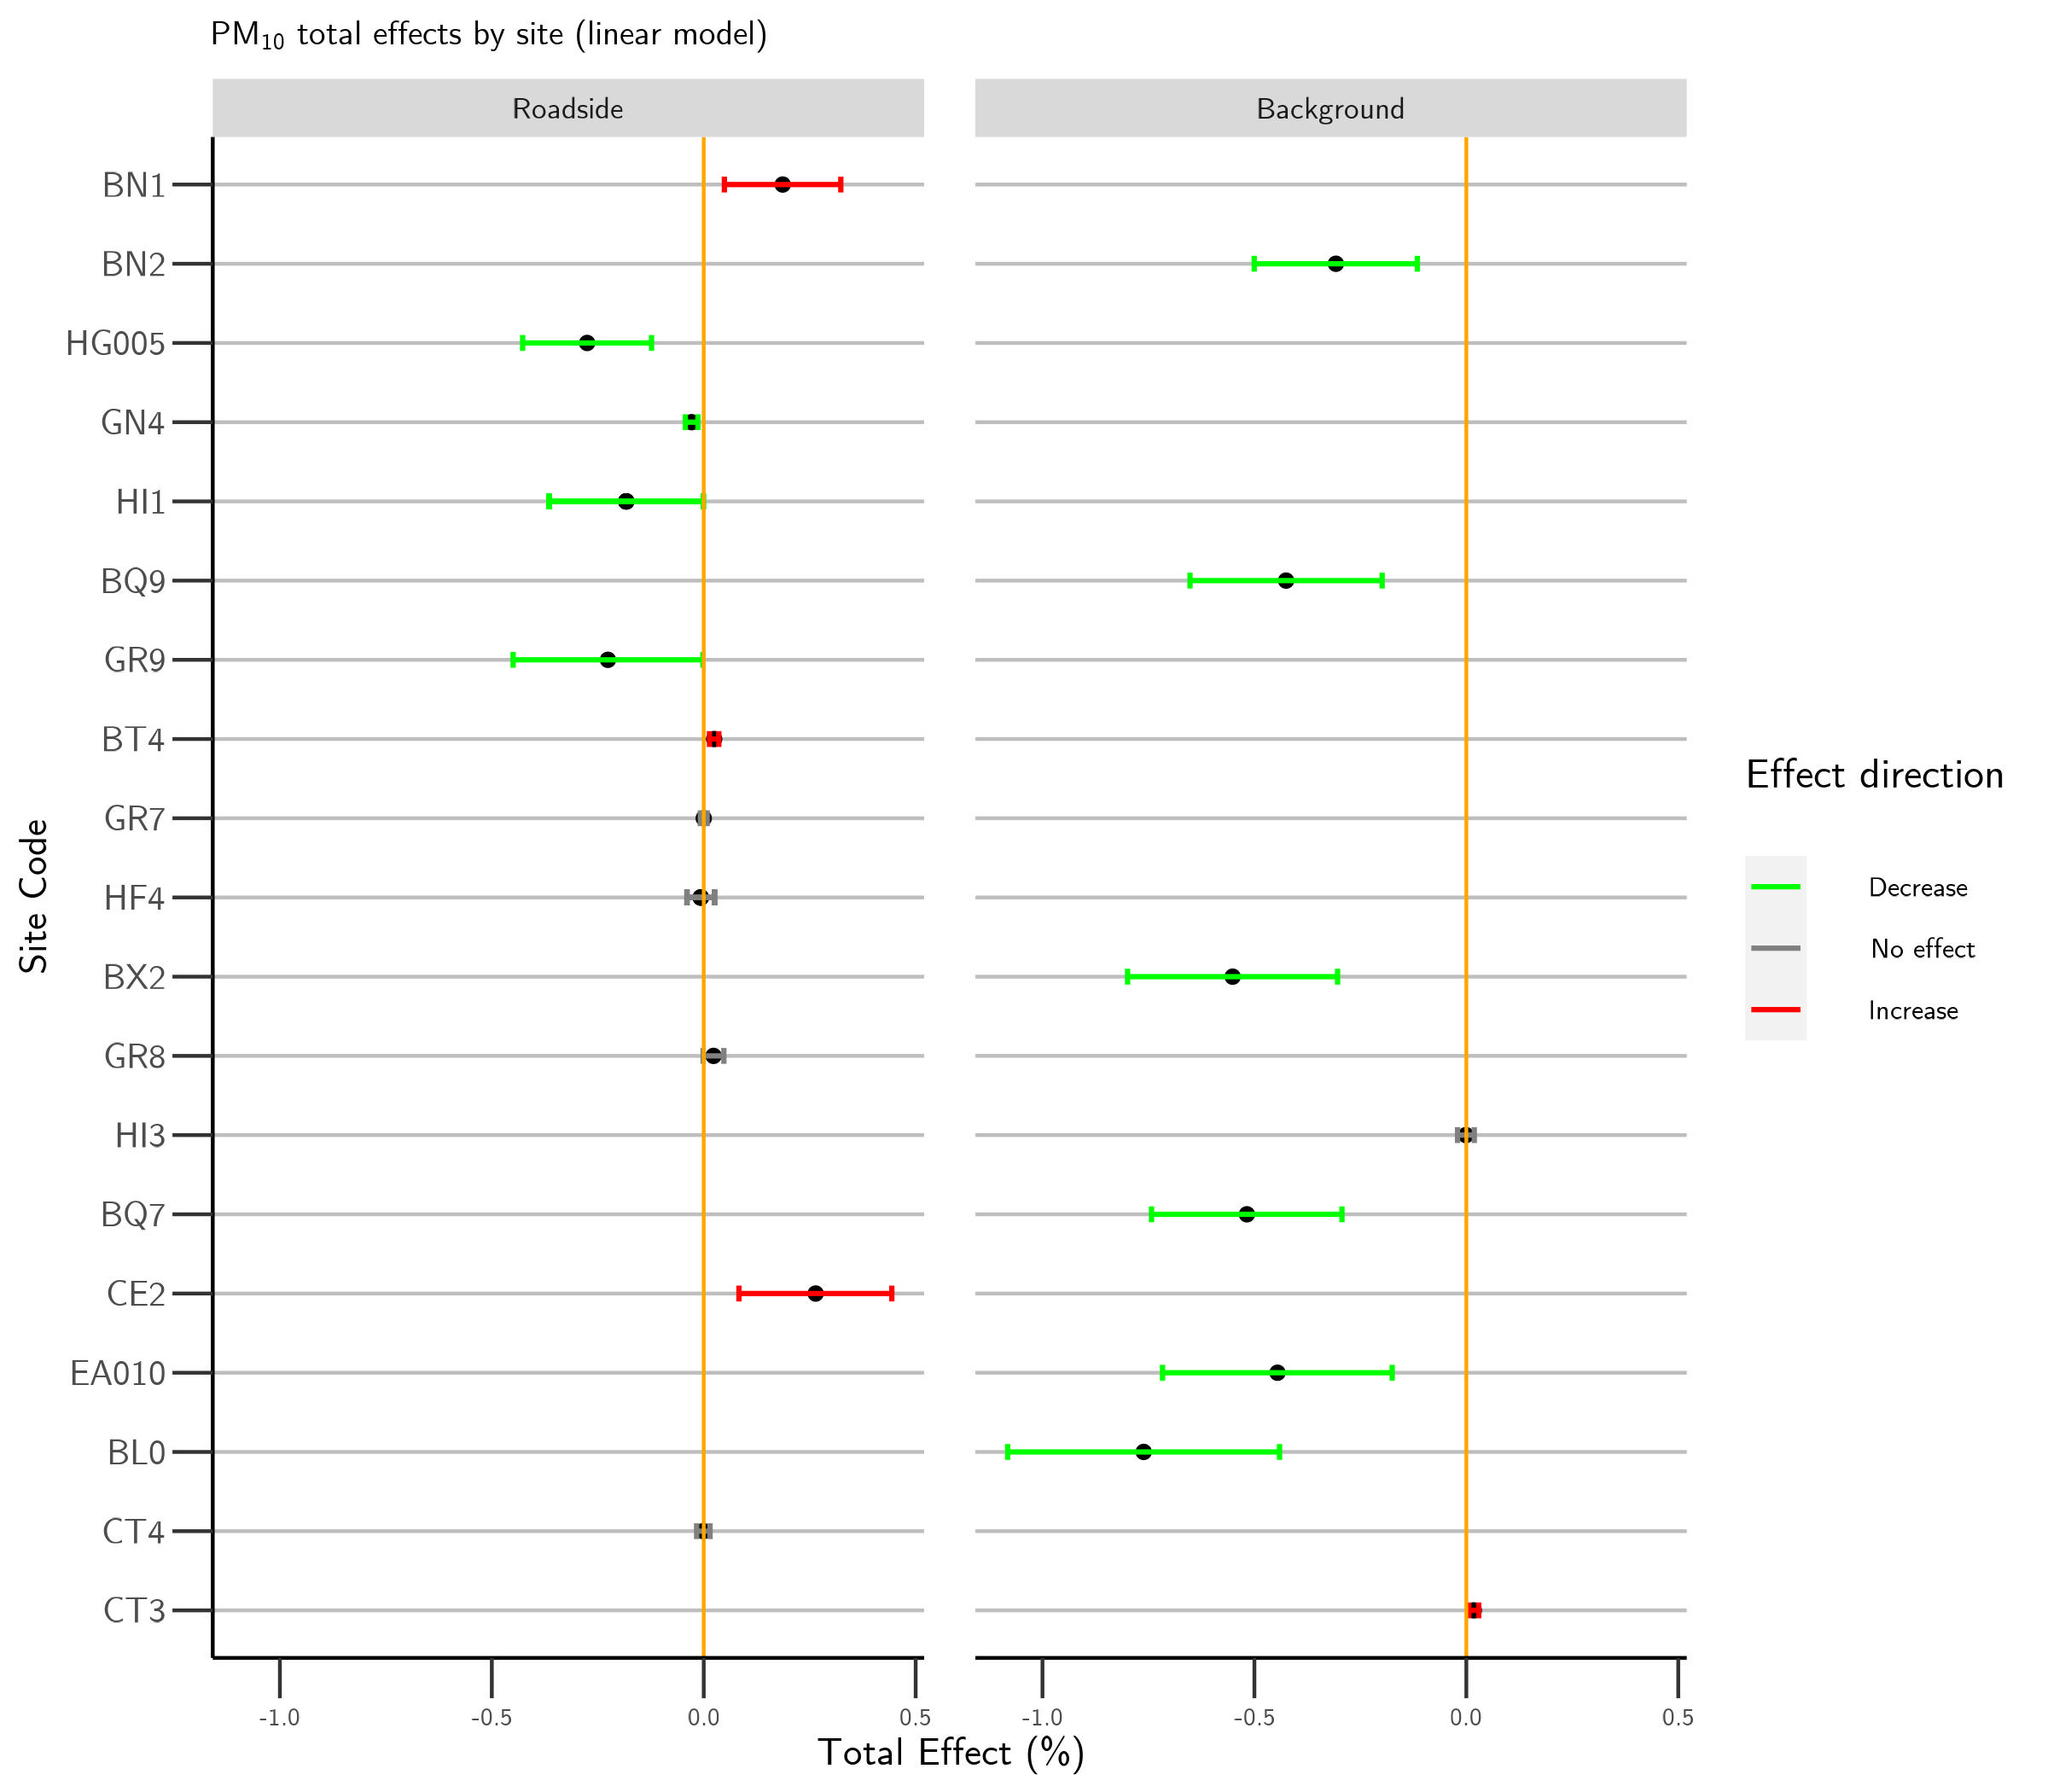 PM₁₀ total effects by site (linear model)
Roadside
Background
BN1
BN2
HG005
GN4
HI1
BQ9
GR9
BT4
GR7
HF4
BX2
GR8
HI3
BQ7
CE2
EA010
BL0
CT4
CT3
Site Code
-1.0 -0.5 0.0 0.5
-1.0 -0.5 0.0 0.5
Total Effect (%)
Effect direction
Decrease
No effect
Increase